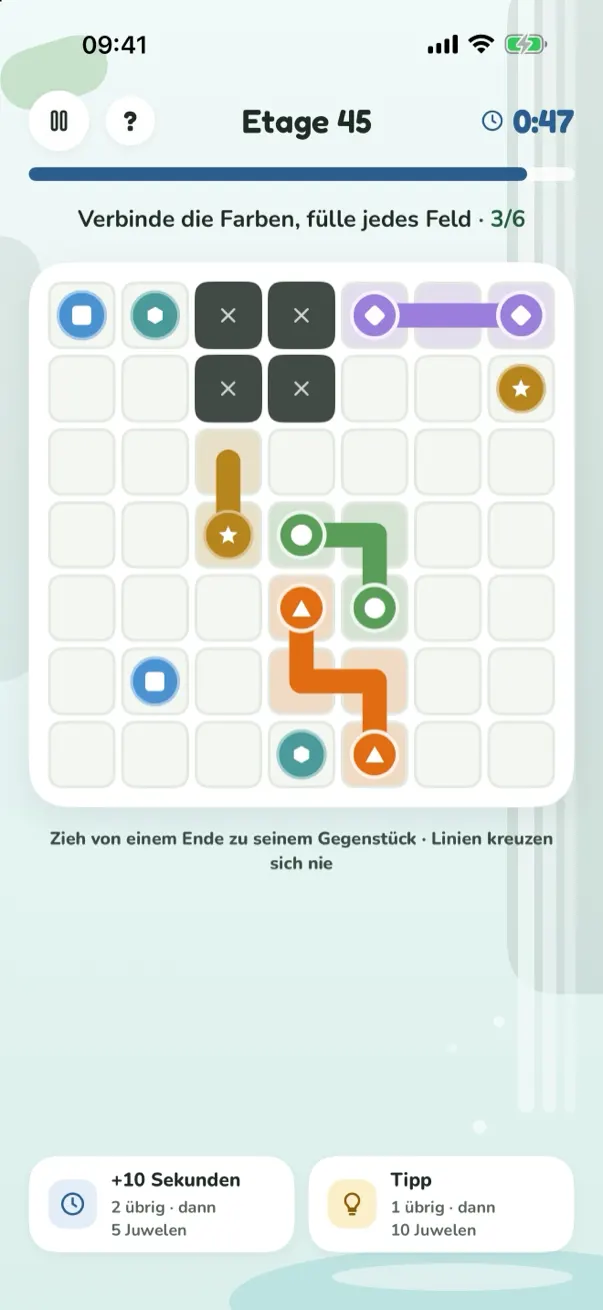 09:41
?
Etage 45
0:47
Verbinde die Farben, fülle jedes Feld · 3/6
Zieh von einem Ende zu seinem Gegenstück · Linien kreuzen
sich nie
+10 Sekunden
2 übrig · dann
5 Juwelen
Tipp
1 übrig · dann
10 Juwelen